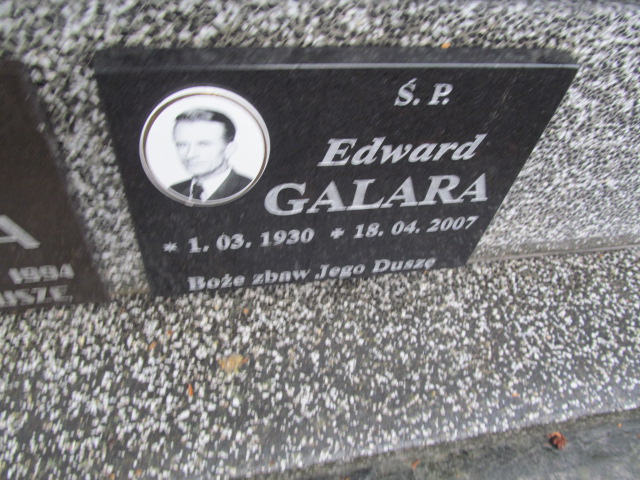 Ś. P.
Edward
GALARA
* 1. 03. 1930 + 18. 04. 2007
Boże zbaw Jego Duszę
A
1994